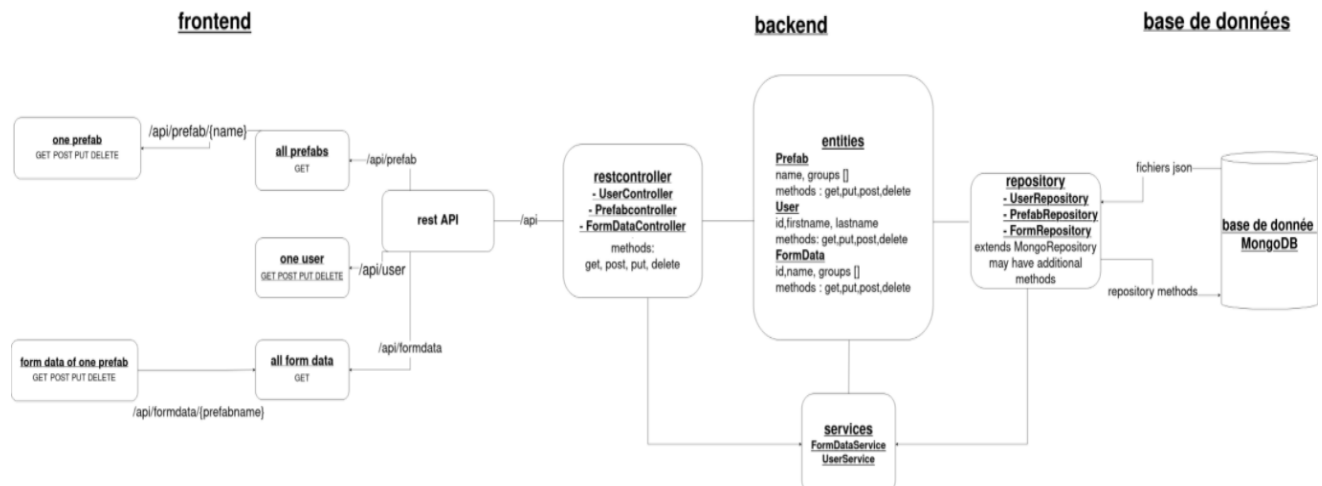 frontend
backend
base de données
one prefab
GET POST PUT DELETE
/api/prefab/{name}
all prefabs
GET
/api/prefab
rest API
/api
one user
GET POST PUT DELETE
/api/user
form data of one prefab
GET POST PUT DELETE
/api/formdata/{prefabname}
all form data
GET
/api/formdata
restcontroller
- UserController
- Prefabcontroller
- FormDataController
methods:
get, post, put, delete
entities
Prefab
name, groups []
methods : get,put,post,delete
User
id,firstname, lastname
methods: get,put,post,delete
FormData
id,name, groups []
methods : get,put,post,delete
services
FormDataService
UserService
repository
- UserRepository
- PrefabRepository
- FormRepository
extends MongoRepository
may have additional
methods
fichiers json
repository methods
base de donnée
MongoDB